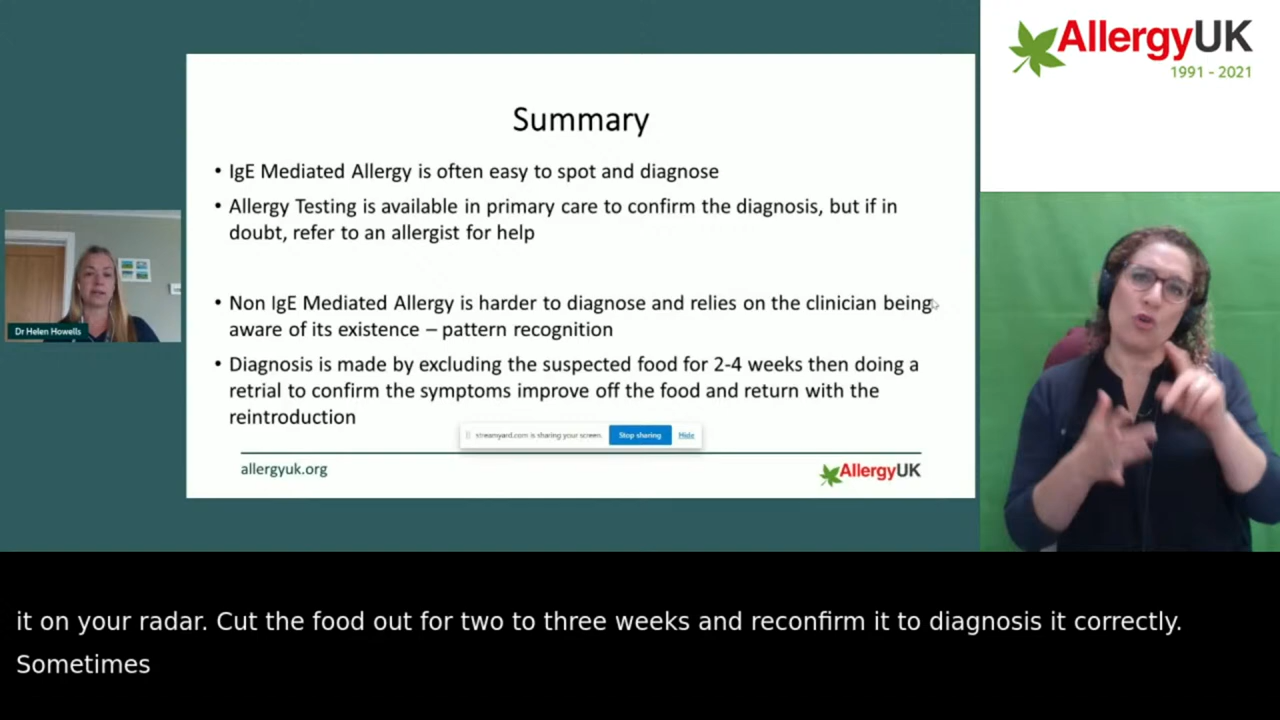 AllergyUK
1991 - 2021
Summary
• IgE Mediated Allergy is often easy to spot and diagnose
• Allergy Testing is available in primary care to confirm the diagnosis, but if in
doubt, refer to an allergist for help
• Non IgE Mediated Allergy is harder to diagnose and relies on the clinician being
aware of its existence – pattern recognition
• Diagnosis is made by excluding the suspected food for 2-4 weeks then doing a
retrial to confirm the symptoms improve off the food and return with the
reintroduction
streamyard.com is sharing your screen. Stop sharing Hide
allergyuk.org AllergyUK
Dr Helen Howells
it on your radar. Cut the food out for two to three weeks and reconfirm it to diagnosis it correctly.
Sometimes